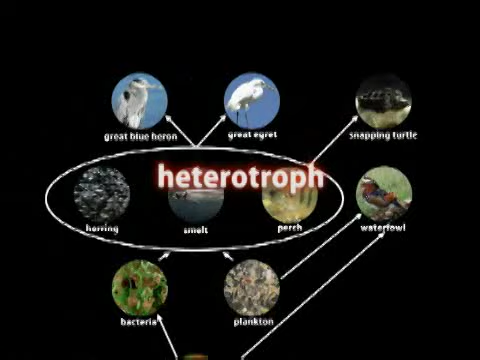 great blue heron
great egret
snapping turtle
heterotroph
herring
smelt
perch
waterfowl
bacteria
plankton